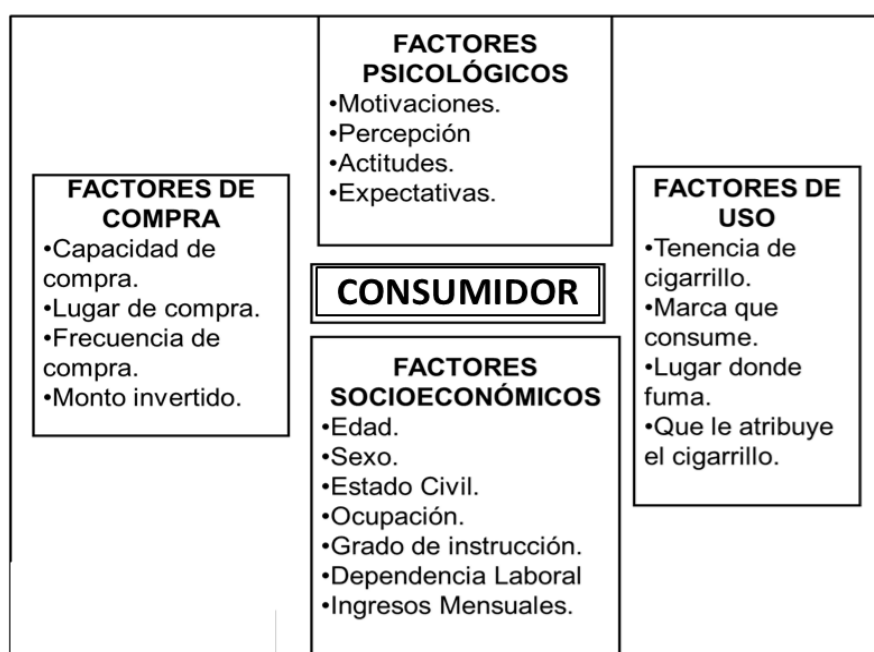 FACTORES
PSICOLÓGICOS
•Motivaciones.
•Percepción
•Actitudes.
•Expectativas.
FACTORES DE
COMPRA
•Capacidad de
compra.
•Lugar de compra.
•Frecuencia de
compra.
•Monto invertido.
CONSUMIDOR
FACTORES DE
USO
•Tenencia de
cigarrillo.
•Marca que
consume.
•Lugar donde
fuma.
•Que le atribuye
el cigarrillo.
FACTORES
SOCIOECONÓMICOS
•Edad.
•Sexo.
•Estado Civil.
•Ocupación.
•Grado de instrucción.
•Dependencia Laboral
•Ingresos Mensuales.